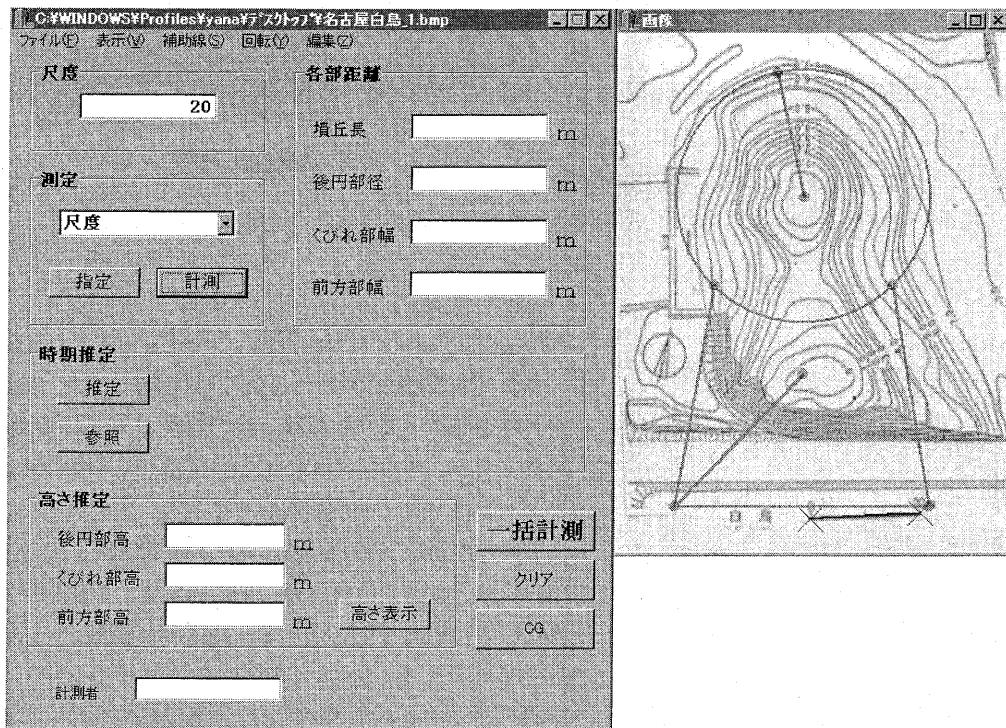 C:¥WINDOWS¥Profiles¥yana¥ﾃﾞｽｸﾄｯﾌﾟ¥名古屋白鳥_1.bmp
ファイル(F) 表示(V) 補助線(S) 回転(Y) 編集(Z)
尺度
20
測定
尺度
指定 計測
各部距離
墳丘長 m
後円部径 m
くびれ部幅 m
前方部幅 m
時期推定
推定
参照
高さ推定
後円部高 m
くびれ部高 m
前方部高 m
高さ表示
一括計測
クリア
CG
計測者
画像
白鳥